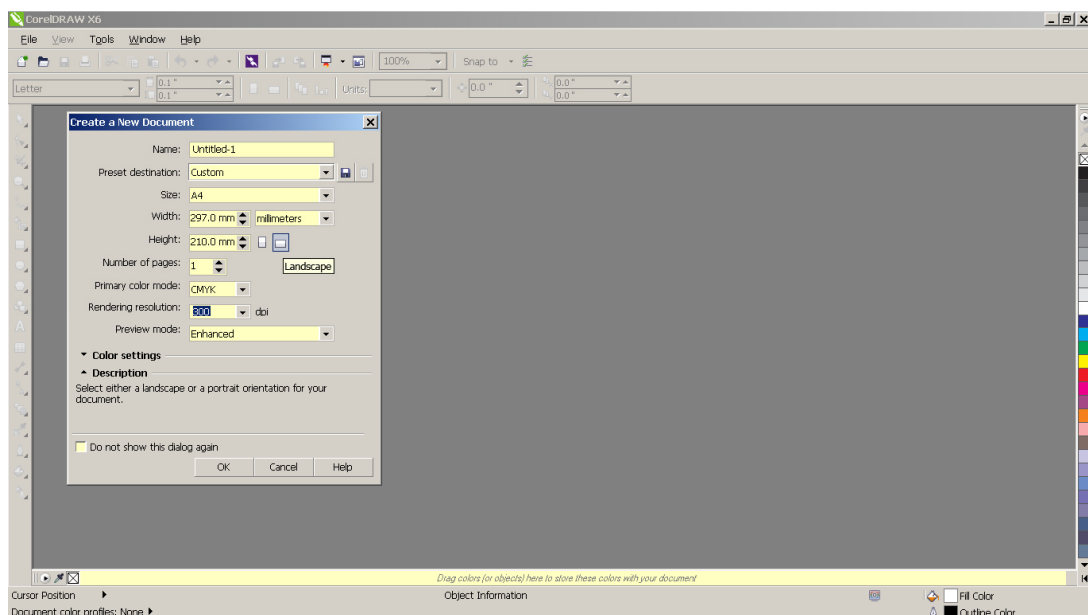 CorelDRAW X6
File View Tools Window Help
100% Snap to
Letter 0.1 " Units: 0.0 " 0.0 "
0.1 " 0.0 "
Create a New Document
Name: Untitled-1
Preset destination: Custom
Size: A4
Width: 297.0 mm millimeters
Height: 210.0 mm
Number of pages: 1 Landscape
Primary color mode: CMYK
Rendering resolution: 300 dpi
Preview mode: Enhanced
Color settings
Description
Select either a landscape or a portrait orientation for your
document.
Do not show this dialog again
OK Cancel Help
Drag colors (or objects) here to store these colors with your document
Cursor Position Object Information Fill Color
Document color profiles: None Outline Color